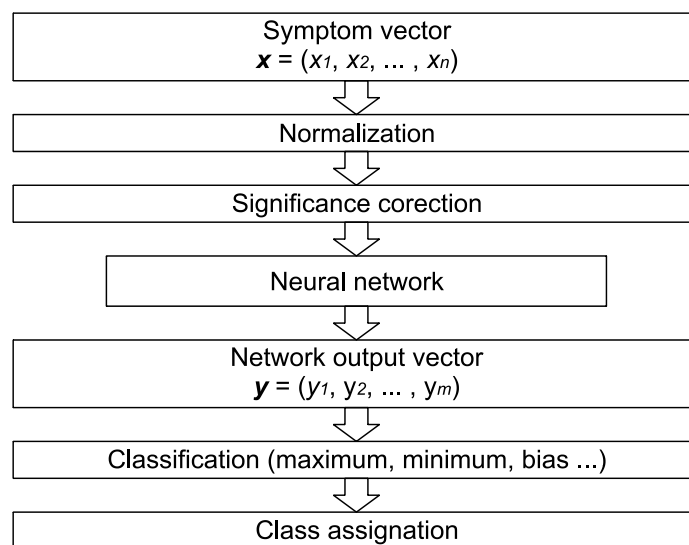 Symptom vector
x = (x1, x2, ... , xn)
Normalization
Significance corection
Neural network
Network output vector
y = (y1, y2, ... , ym)
Classification (maximum, minimum, bias ...)
Class assignation